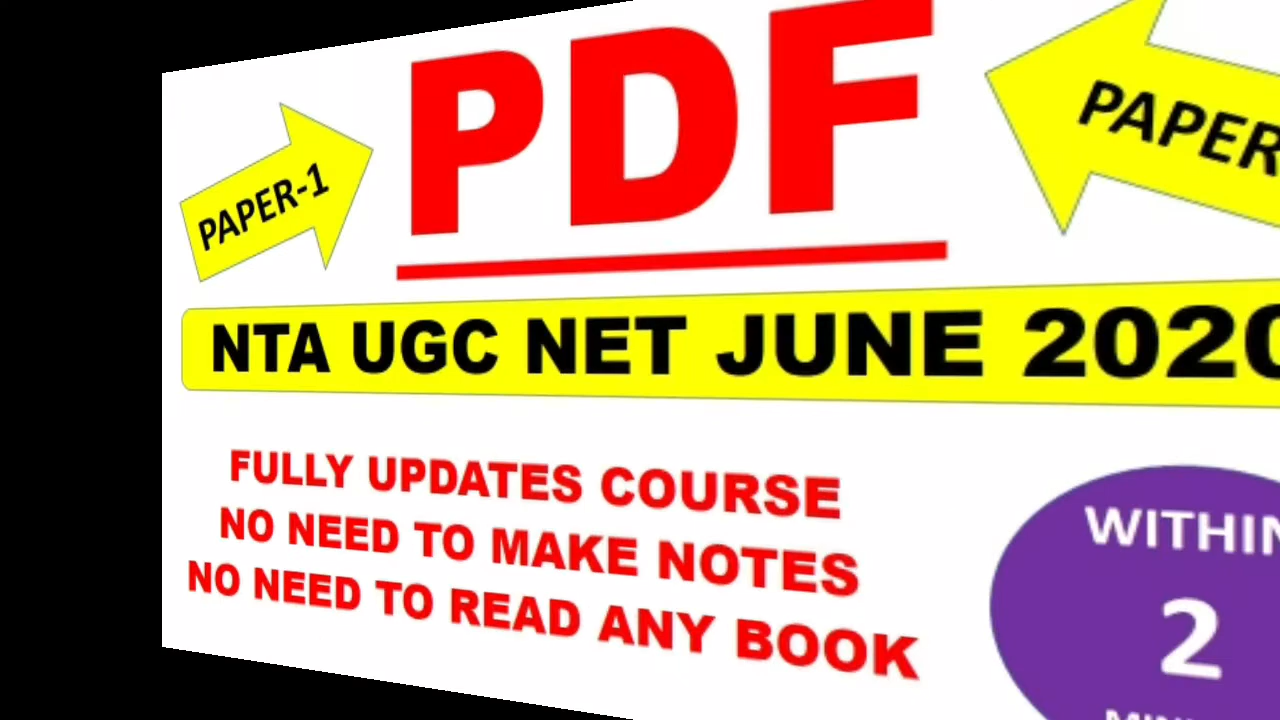 PDF
PAPER-1
PAPER
NTA UGC NET JUNE 2020
FULLY UPDATES COURSE
NO NEED TO MAKE NOTES
NO NEED TO READ ANY BOOK
WITHIN
2